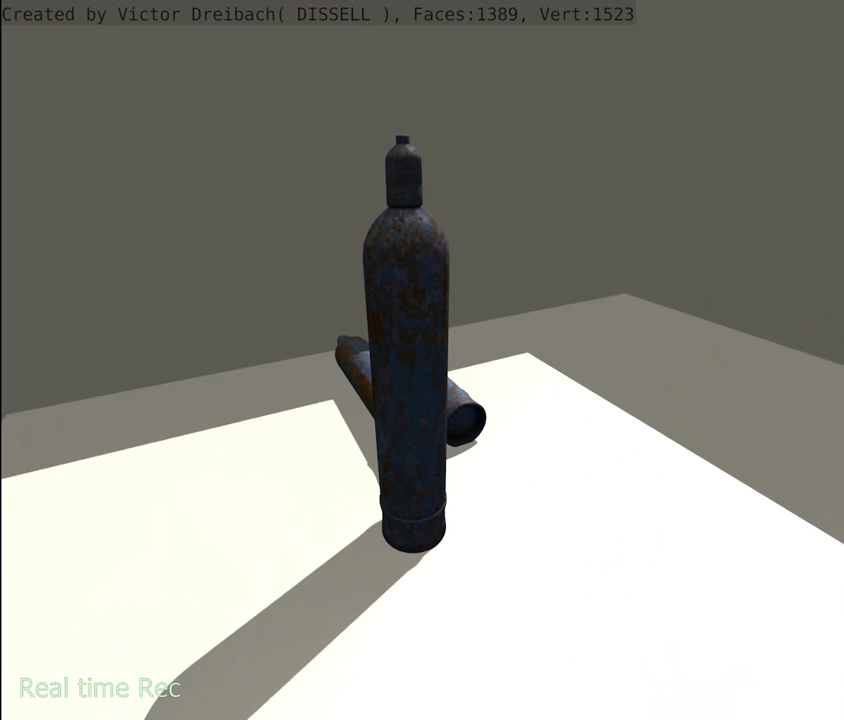 Created by Victor Dreibach( DISSELL ), Faces:1389, Vert:1523
Real time Rec